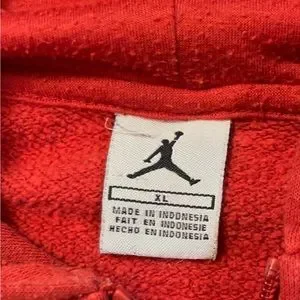 XL
MADE IN INDONESIA
FAIT EN INDONESIE
HECHO EN INDONESIA